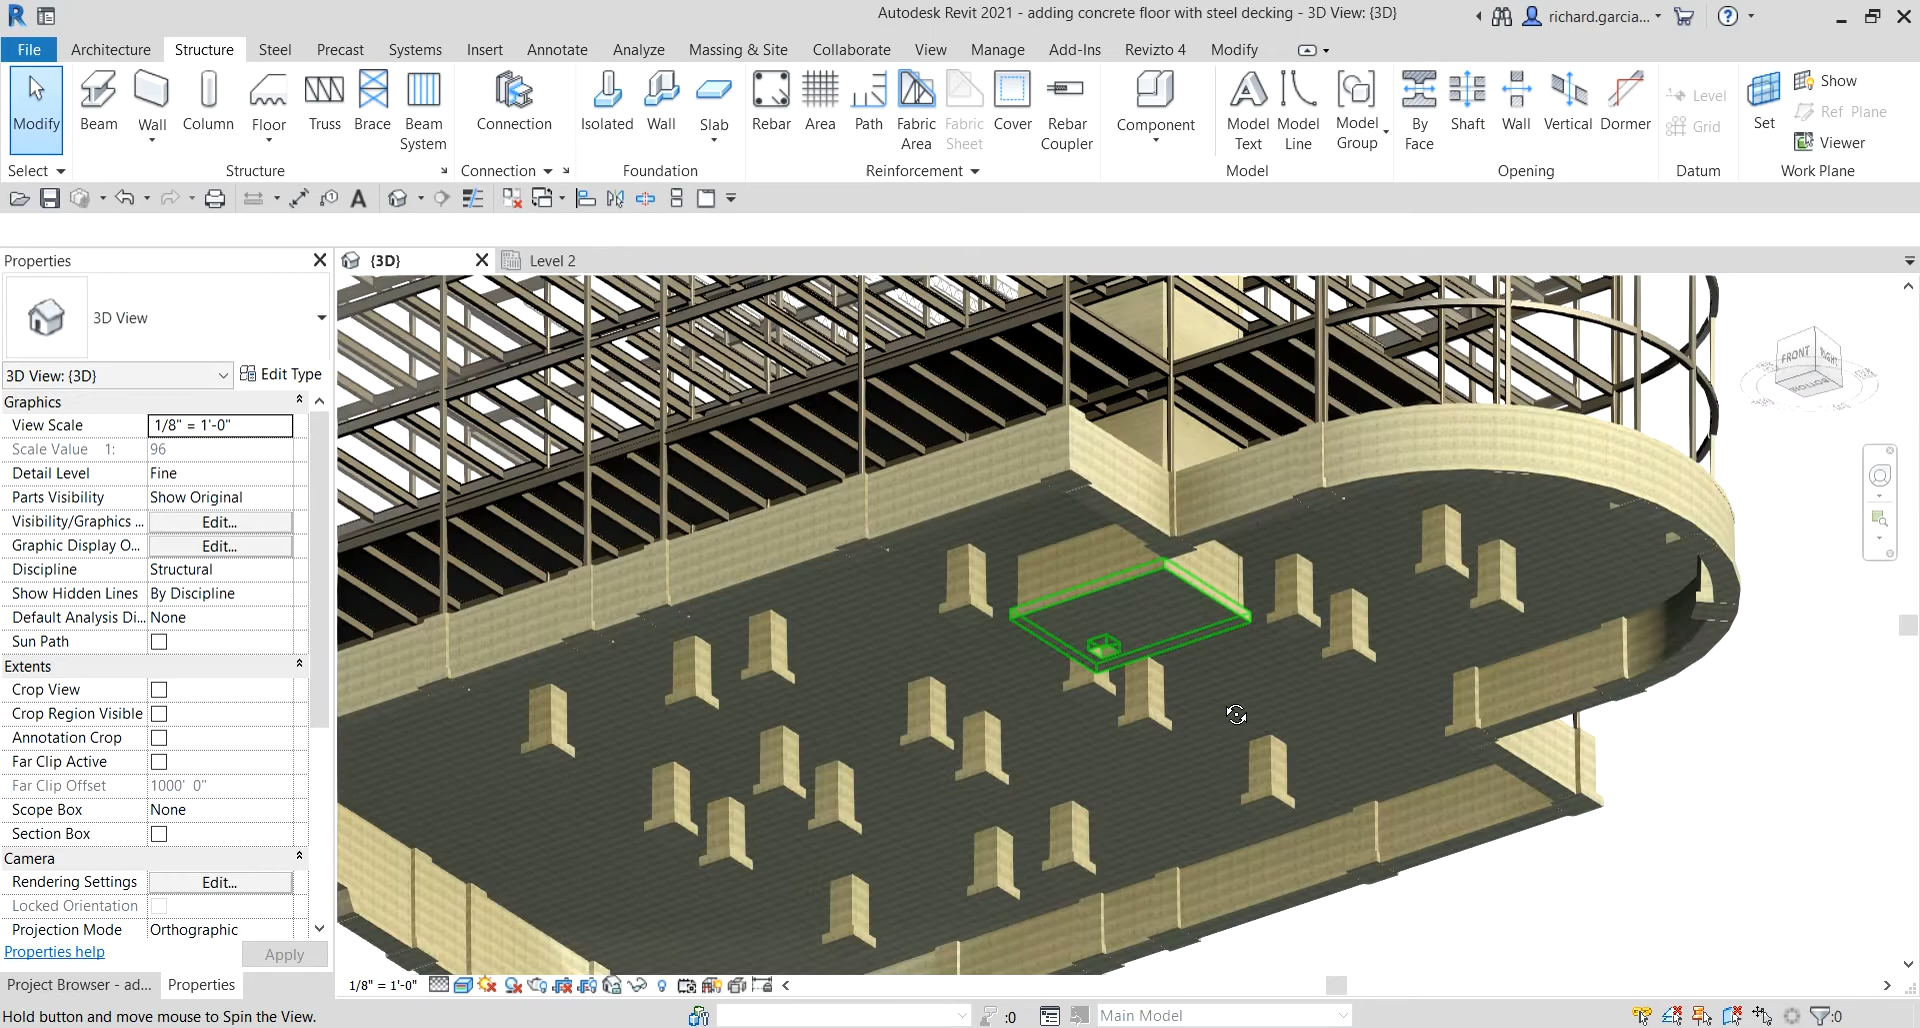 Autodesk Revit 2021 - adding concrete floor with steel decking - 3D View: {3D}
richard.garcia...
File Architecture Structure Steel Precast Systems Insert Annotate Analyze Massing & Site Collaborate View Manage Add-Ins Revizto 4 Modify
Modify Beam Wall Column Floor Truss Brace Beam System Connection Isolated Wall Slab Rebar Area Path Fabric Area Fabric Sheet Cover Rebar Coupler Component Model Text Model Line Model Group By Face Shaft Wall Vertical Dormer Level Grid Set Show Ref Plane Viewer
Select Structure Connection Foundation Reinforcement Model Opening Datum Work Plane
Properties
{3D} Level 2
3D View
3D View: {3D} Edit Type
Graphics
View Scale 1/8" = 1'-0"
Scale Value 1: 96
Detail Level Fine
Parts Visibility Show Original
Visibility/Graphics ... Edit...
Graphic Display O... Edit...
Discipline Structural
Show Hidden Lines By Discipline
Default Analysis Di... None
Sun Path
Extents
Crop View
Crop Region Visible
Annotation Crop
Far Clip Active
Far Clip Offset 1000' 0"
Scope Box None
Section Box
Camera
Rendering Settings Edit...
Locked Orientation
Projection Mode Orthographic
Properties help Apply
Project Browser - ad... Properties
FRONT
RIGHT
BOTTOM
1/8" = 1'-0"
Hold button and move mouse to Spin the View.
:0
Main Model
:0